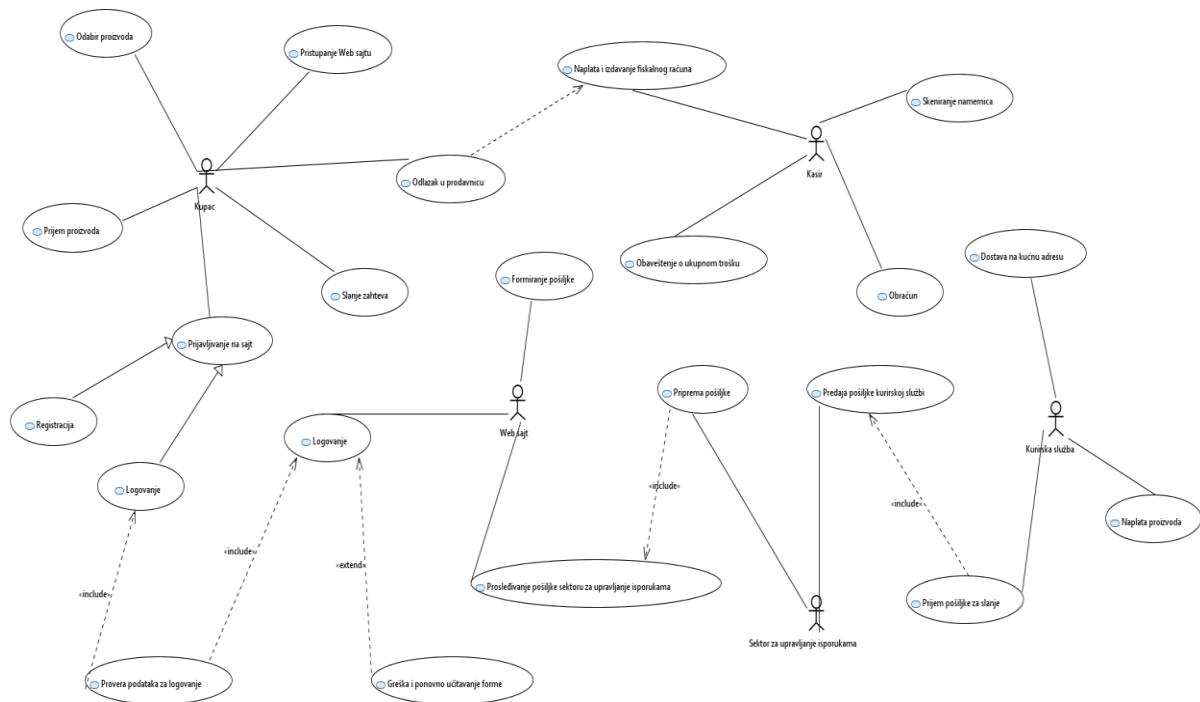 Odabir proizvoda
Pristupanje Web sajtu
Naplata i izdavanje fiskalnog računa
Skeniranje namernica
Kasir
Odlazak u prodavnicu
Kupac
Prijem proizvoda
Obaveštenje o ukupnom trošku
Dostava na kućnu adresu
Formiranje pošiljke
Slanje zahteva
Obračun
Prijavljivanje na sajt
Priprema pošiljke
Predaja pošiljke kurirskoj službi
Registracija
Web sajt
Logovanje
Kurirska služba
Logovanje
«include»
«include»
Naplata proizvoda
«include»
«extend»
Prosleđivanje pošiljke sektoru za upravljanje isporukama
«include»
Prijem pošiljke za slanje
Sektor za upravljanje isporukama
Provera podataka za logovanje
Greška i ponovno učitavanje forme